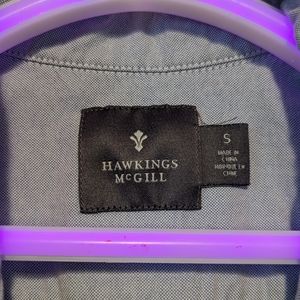 HAWKINGS
McGILL
S
MADE IN
CHINA
FABRIQUÉ EN
CHINE